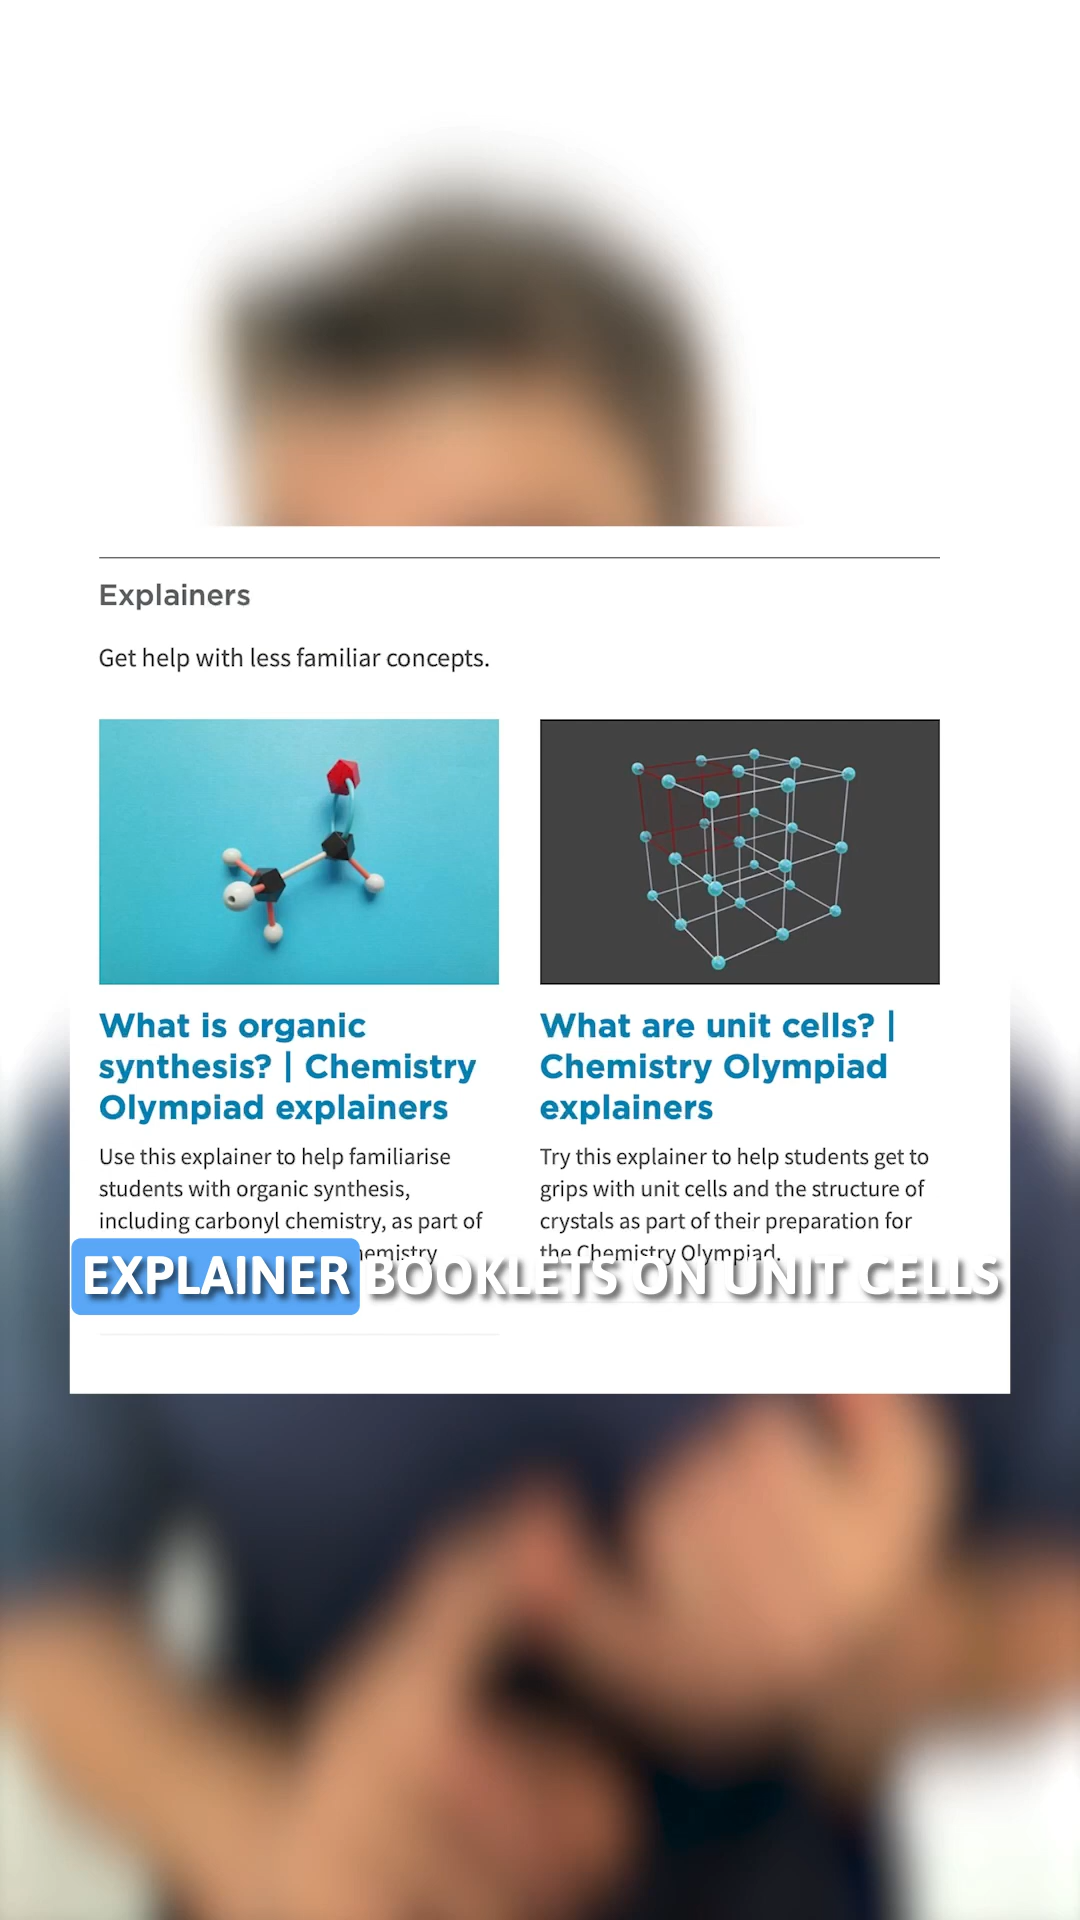 Explainers
Get help with less familiar concepts.
What is organic
synthesis? | Chemistry
Olympiad explainers
Use this explainer to help familiarise
students with organic synthesis,
including carbonyl chemistry, as part of
What are unit cells? |
Chemistry Olympiad
explainers
Try this explainer to help students get to
grips with unit cells and the structure of
crystals as part of their preparation for
the Chemistry Olympiad.
EXPLAINER BOOKLETS ON UNIT CELLS